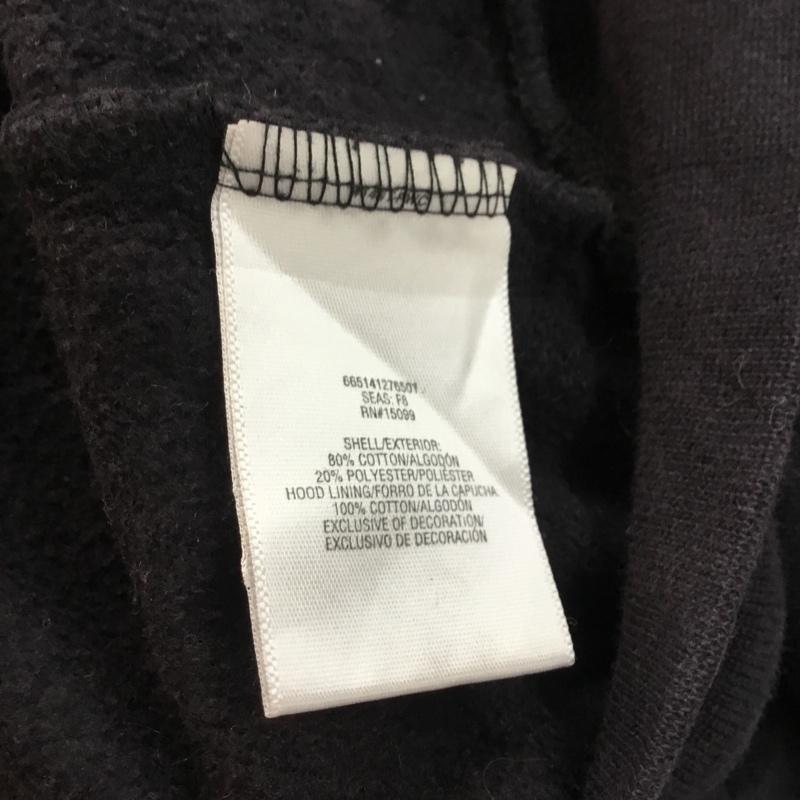 665141276501
SEAS: F8
RN#15099
SHELL/EXTERIOR:
80% COTTON/ALGODÓN
20% POLYESTER/POLIÉSTER
HOOD LINING/FORRO DE LA CAPUCHA
100% COTTON/ALGODÓN
EXCLUSIVE OF DECORATION/
EXCLUSIVO DE DECORACIÓN